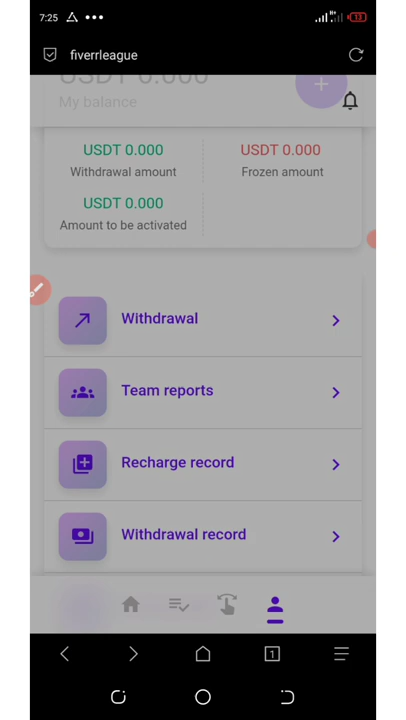 7:25
H+
13
fiverrleague
USDT 0.000
My balance
USDT 0.000
USDT 0.000
Withdrawal amount
Frozen amount
USDT 0.000
Amount to be activated
Withdrawal
Team reports
Recharge record
Withdrawal record
1